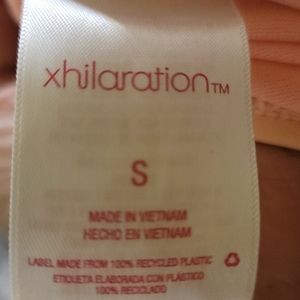 xhilaration™
S
MADE IN VIETNAM
HECHO EN VIETNAM
LABEL MADE FROM 100% RECYCLED PLASTIC
ETIQUETA ELABORADA CON PLÁSTICO
100% RECICLADO